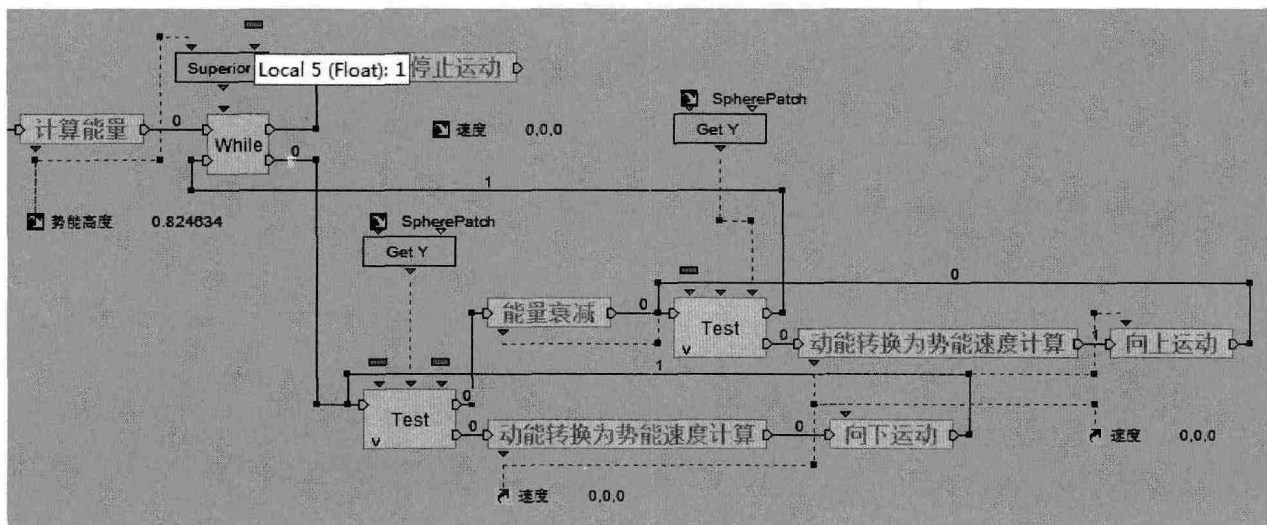 Superior
Local 5 (Float): 1
停止运动
SpherePatch
Get Y
计算能量
0
While
0
速度 0,0,0
1
势能高度 0.824634
SpherePatch
Get Y
0
能量衰减
0
Test
v
0
动能转换为势能速度计算
向上运动
1
0
Test
v
0
动能转换为势能速度计算
0
向下运动
速度 0,0,0
速度 0,0,0